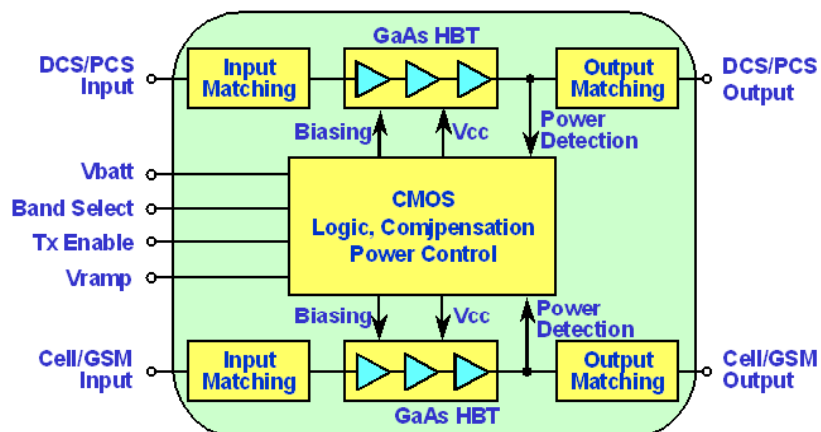 GaAs HBT
DCS/PCS
Input
Input
Matching
Output
Matching
DCS/PCS
Output
Biasing
Vcc
Power
Detection
Vbatt
Band Select
Tx Enable
Vramp
CMOS
Logic, Comjpensation
Power Control
Biasing
Vcc
Power
Detection
Cell/GSM
Input
Input
Matching
Output
Matching
Cell/GSM
Output
GaAs HBT